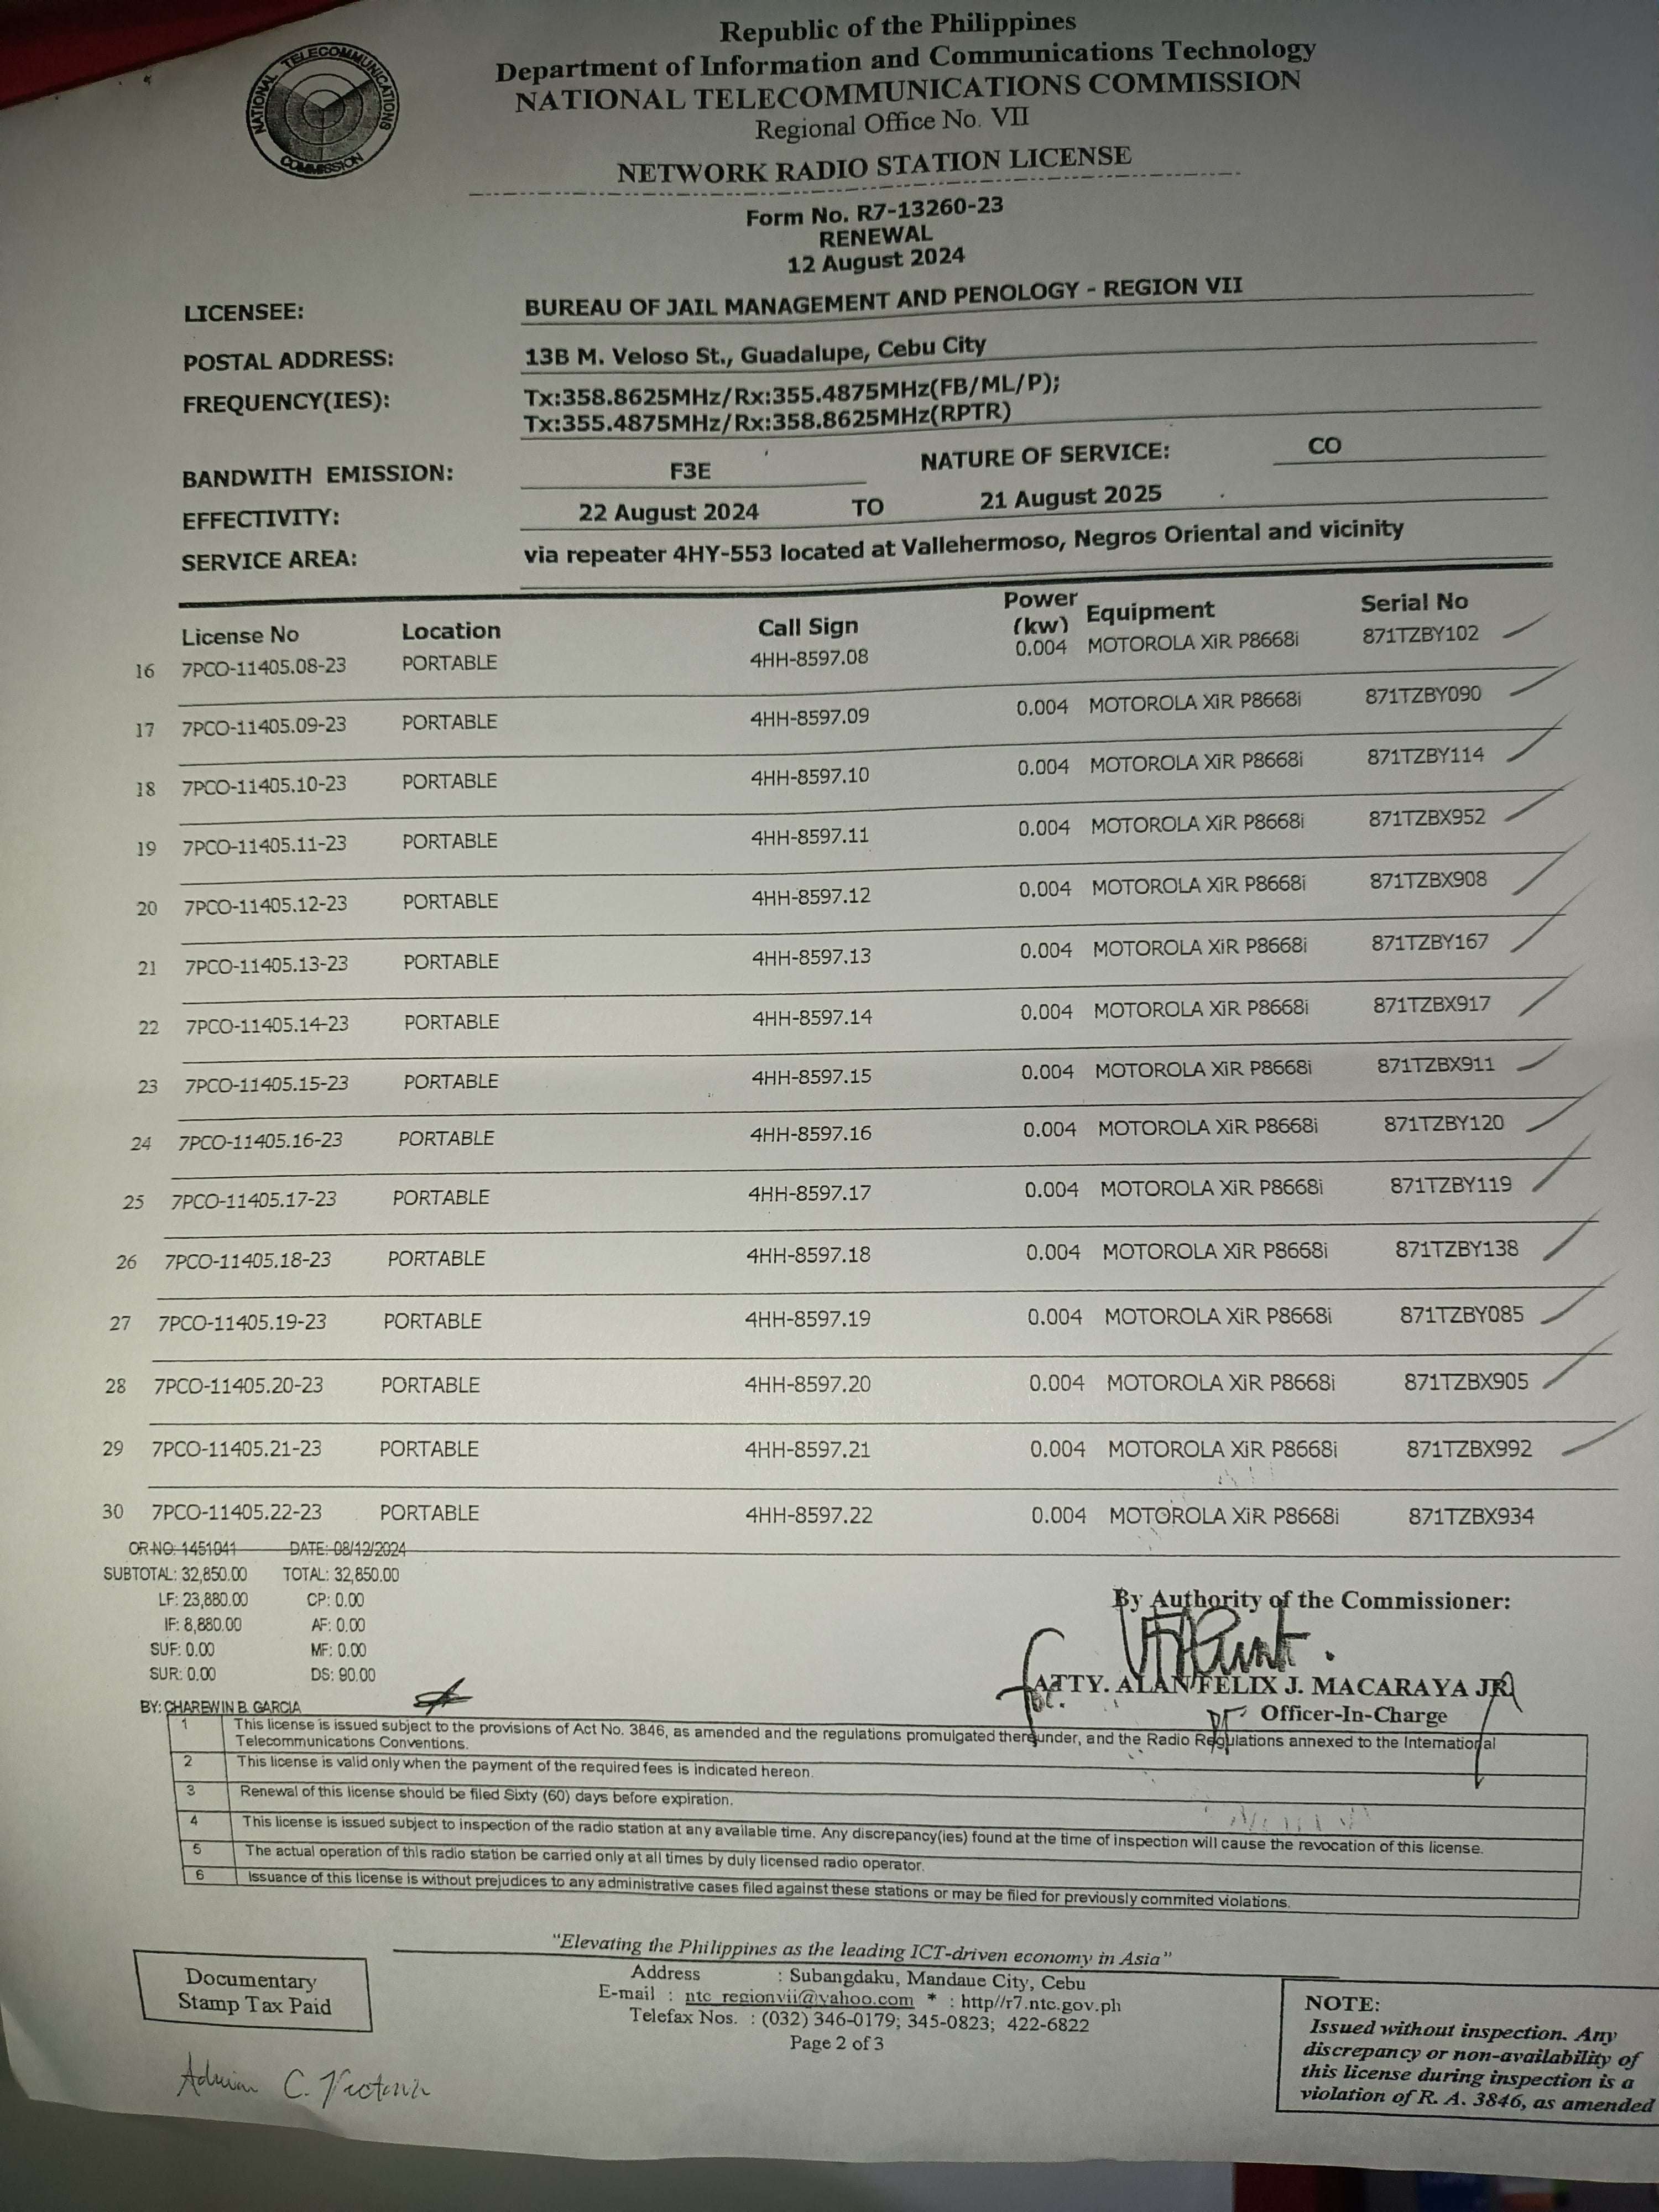 NATIONAL TELECOMMUNICATIONS
COMMISSION
Republic of the Philippines
Department of Information and Communications Technology
NATIONAL TELECOMMUNICATIONS COMMISSION
Regional Office No. VII
NETWORK RADIO STATION LICENSE
Form No. R7-13260-23
RENEWAL
12 August 2024
LICENSEE: BUREAU OF JAIL MANAGEMENT AND PENOLOGY - REGION VII
POSTAL ADDRESS: 13B M. Veloso St., Guadalupe, Cebu City
FREQUENCY(IES): Tx:358.8625MHz/Rx:355.4875MHz(FB/ML/P);
Tx:355.4875MHz/Rx:358.8625MHz(RPTR)
BANDWITH EMISSION: F3E NATURE OF SERVICE: CO
EFFECTIVITY: 22 August 2024 TO 21 August 2025
SERVICE AREA: via repeater 4HY-553 located at Vallehermoso, Negros Oriental and vicinity
License No Location Call Sign Power (kw) Equipment Serial No
16 7PCO-11405.08-23 PORTABLE 4HH-8597.08 0.004 MOTOROLA XiR P8668i 871TZBY102
17 7PCO-11405.09-23 PORTABLE 4HH-8597.09 0.004 MOTOROLA XiR P8668i 871TZBY090
18 7PCO-11405.10-23 PORTABLE 4HH-8597.10 0.004 MOTOROLA XiR P8668i 871TZBY114
19 7PCO-11405.11-23 PORTABLE 4HH-8597.11 0.004 MOTOROLA XiR P8668i 871TZBX952
20 7PCO-11405.12-23 PORTABLE 4HH-8597.12 0.004 MOTOROLA XiR P8668i 871TZBX908
21 7PCO-11405.13-23 PORTABLE 4HH-8597.13 0.004 MOTOROLA XiR P8668i 871TZBY167
22 7PCO-11405.14-23 PORTABLE 4HH-8597.14 0.004 MOTOROLA XiR P8668i 871TZBX917
23 7PCO-11405.15-23 PORTABLE 4HH-8597.15 0.004 MOTOROLA XiR P8668i 871TZBX911
24 7PCO-11405.16-23 PORTABLE 4HH-8597.16 0.004 MOTOROLA XiR P8668i 871TZBY120
25 7PCO-11405.17-23 PORTABLE 4HH-8597.17 0.004 MOTOROLA XiR P8668i 871TZBY119
26 7PCO-11405.18-23 PORTABLE 4HH-8597.18 0.004 MOTOROLA XiR P8668i 871TZBY138
27 7PCO-11405.19-23 PORTABLE 4HH-8597.19 0.004 MOTOROLA XiR P8668i 871TZBY085
28 7PCO-11405.20-23 PORTABLE 4HH-8597.20 0.004 MOTOROLA XiR P8668i 871TZBX905
29 7PCO-11405.21-23 PORTABLE 4HH-8597.21 0.004 MOTOROLA XiR P8668i 871TZBX992
30 7PCO-11405.22-23 PORTABLE 4HH-8597.22 0.004 MOTOROLA XiR P8668i 871TZBX934
OR NO: 1451041 DATE: 08/12/2024
SUBTOTAL: 32,850.00 TOTAL: 32,850.00
LF: 23,880.00 CP: 0.00
IF: 8,880.00 AF: 0.00
SUF: 0.00 MF: 0.00
SUR: 0.00 DS: 90.00
BY: CHAREWIN B. GARCIA
By Authority of the Commissioner:
ATTY. ALAN FELIX J. MACARAYA JR
Officer-In-Charge
1 This license is issued subject to the provisions of Act No. 3846, as amended and the regulations promulgated thereunder, and the Radio Regulations annexed to the International
Telecommunications Conventions.
2 This license is valid only when the payment of the required fees is indicated hereon.
3 Renewal of this license should be filed Sixty (60) days before expiration.
4 This license is issued subject to inspection of the radio station at any available time. Any discrepancy(ies) found at the time of inspection will cause the revocation of this license.
5 The actual operation of this radio station be carried only at all times by duly licensed radio operator.
6 Issuance of this license is without prejudices to any administrative cases filed against these stations or may be filed for previously commited violations.
"Elevating the Philippines as the leading ICT-driven economy in Asia"
Address : Subangdaku, Mandaue City, Cebu
E-mail : ntc_regionvii@yahoo.com * : http//r7.ntc.gov.ph
Telefax Nos. : (032) 346-0179; 345-0823; 422-6822
Page 2 of 3
Documentary
Stamp Tax Paid
NOTE:
Issued without inspection. Any
discrepancy or non-availability of
this license during inspection is a
violation of R. A. 3846, as amended